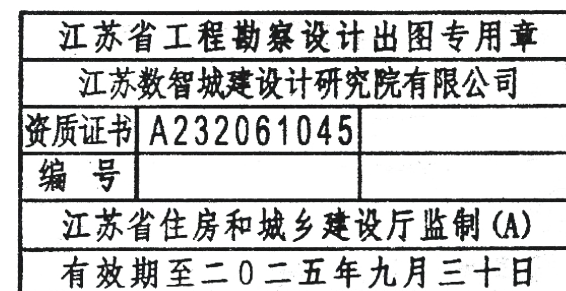 江苏省工程勘察设计出图专用章
江苏数智城建设计研究院有限公司
资质证书 A232061045
编 号
江苏省住房和城乡建设厅监制(A)
有效期至二0二五年九月三十日